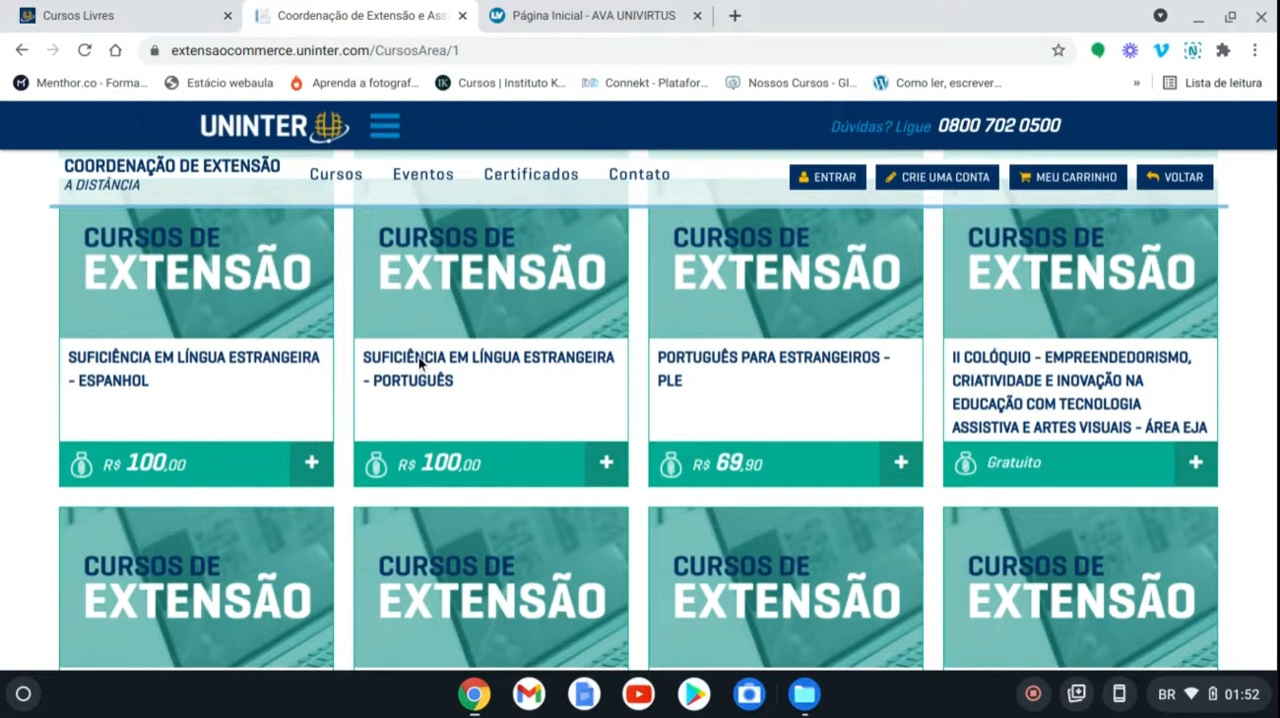 Cursos Livres
Coordenação de Extensão e Ass
Página Inicial - AVA UNIVIRTUS
extensaocommerce.uninter.com/CursosArea/1
Menthor.co - Forma...
Estácio webaula
Aprenda a fotograf...
Cursos | Instituto K...
Connekt - Platafor...
Nossos Cursos - Gl...
Como ler, escrever...
»
Lista de leitura
UNINTER
Dúvidas? Ligue 0800 702 0500
COORDENAÇÃO DE EXTENSÃO
A DISTÂNCIA
Cursos
Eventos
Certificados
Contato
ENTRAR
CRIE UMA CONTA
MEU CARRINHO
VOLTAR
CURSOS DE
EXTENSÃO
CURSOS DE
EXTENSÃO
CURSOS DE
EXTENSÃO
CURSOS DE
EXTENSÃO
SUFICIÊNCIA EM LÍNGUA ESTRANGEIRA
- ESPANHOL
SUFICIÊNCIA EM LÍNGUA ESTRANGEIRA
- PORTUGUÊS
PORTUGUÊS PARA ESTRANGEIROS -
PLE
II COLÓQUIO - EMPREENDEDORISMO,
CRIATIVIDADE E INOVAÇÃO NA
EDUCAÇÃO COM TECNOLOGIA
ASSISTIVA E ARTES VISUAIS - ÁREA EJA
R$ 100,00
+
R$ 100,00
+
R$ 69,90
+
Gratuito
+
CURSOS DE
EXTENSÃO
CURSOS DE
EXTENSÃO
CURSOS DE
EXTENSÃO
CURSOS DE
EXTENSÃO
BR
01:52